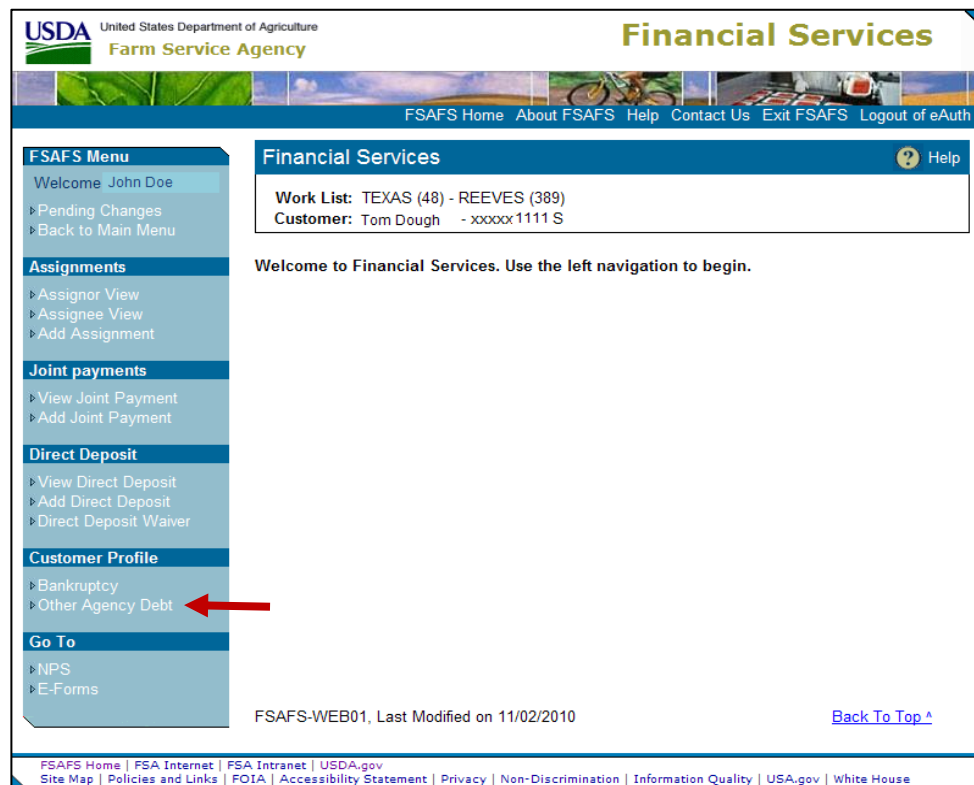 USDA United States Department of Agriculture
Farm Service Agency
Financial Services
FSAFS Home About FSAFS Help Contact Us Exit FSAFS Logout of eAuth
FSAFS Menu
Welcome John Doe
Pending Changes
Back to Main Menu
Assignments
Assignor View
Assignee View
Add Assignment
Joint payments
View Joint Payment
Add Joint Payment
Direct Deposit
View Direct Deposit
Add Direct Deposit
Direct Deposit Waiver
Customer Profile
Bankruptcy
Other Agency Debt
Go To
NPS
E-Forms
Financial Services ? Help
Work List: TEXAS (48) - REEVES (389)
Customer: Tom Dough - xxxxx1111 S
Welcome to Financial Services. Use the left navigation to begin.
FSAFS-WEB01, Last Modified on 11/02/2010 Back To Top ^
FSAFS Home | FSA Internet | FSA Intranet | USDA.gov
Site Map | Policies and Links | FOIA | Accessibility Statement | Privacy | Non-Discrimination | Information Quality | USA.gov | White House